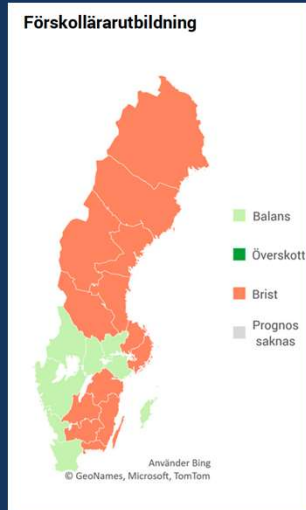 Förskollärarutbildning
Balans
Överskott
Brist
Prognos
saknas
Använder Bing
© GeoNames, Microsoft, TomTom